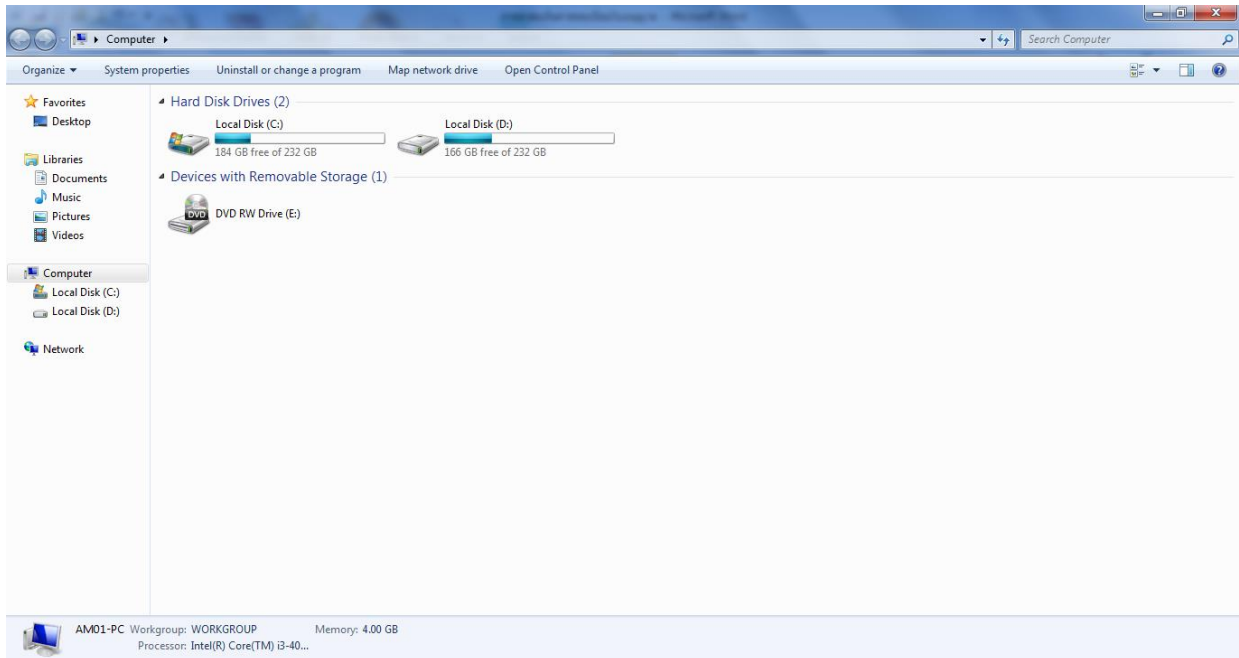 Computer
Search Computer
Organize System properties Uninstall or change a program Map network drive Open Control Panel
Favorites
Desktop
Libraries
Documents
Music
Pictures
Videos
Computer
Local Disk (C:)
Local Disk (D:)
Network
Hard Disk Drives (2)
Local Disk (C:)
184 GB free of 232 GB
Local Disk (D:)
166 GB free of 232 GB
Devices with Removable Storage (1)
DVD
DVD RW Drive (E:)
AM01-PC Workgroup: WORKGROUP Memory: 4.00 GB
Processor: Intel(R) Core(TM) i3-40...